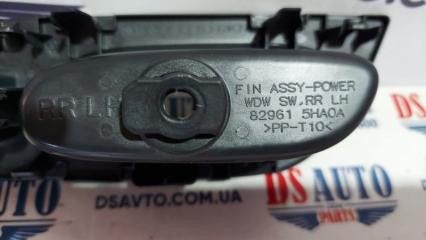 RR LH
FIN ASSY-POWER
WDW SW,RR LH
82961 5HA0A
>PP-T10<
DS AUTO
PARTS
DSAVTO.COM.UA
DS AUTO